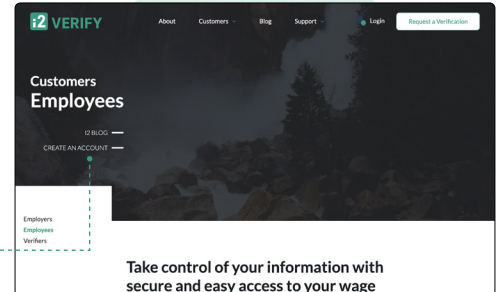 i2 VERIFY
About
Customers
Blog
Support
Login
Request a Verification
Customers
Employees
I2 BLOG
CREATE AN ACCOUNT
Employers
Employees
Verifiers
Take control of your information with
secure and easy access to your wage